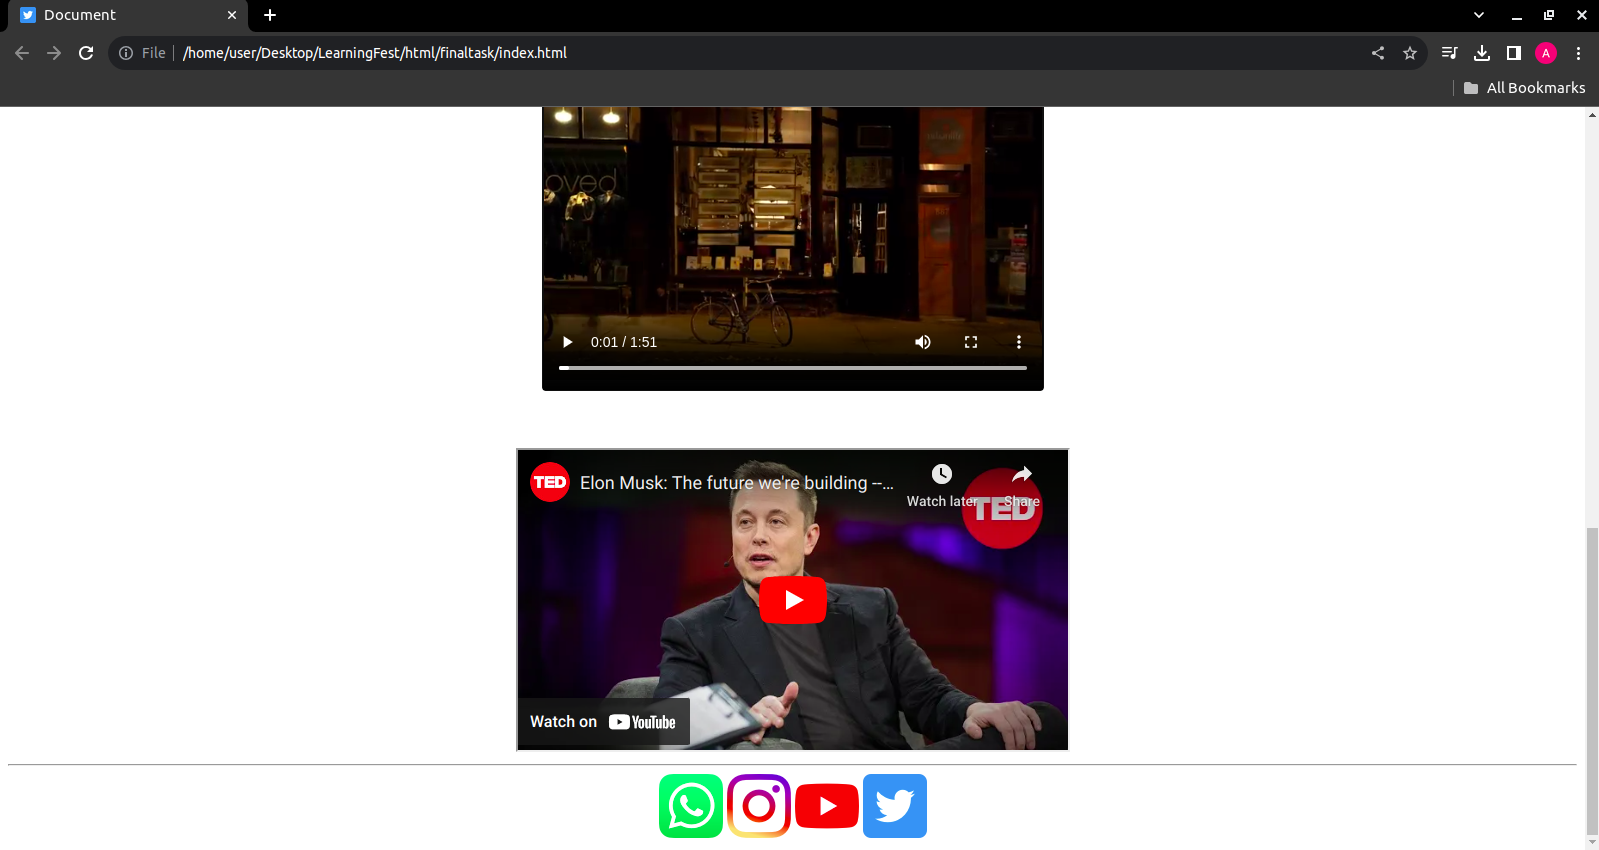 Document
File
/home/user/Desktop/LearningFest/html/finaltask/index.html
A
All Bookmarks
oved
0:01 / 1:51
TED
Elon Musk: The future we're building --...
Watch later
Share
TED
Watch on YouTube